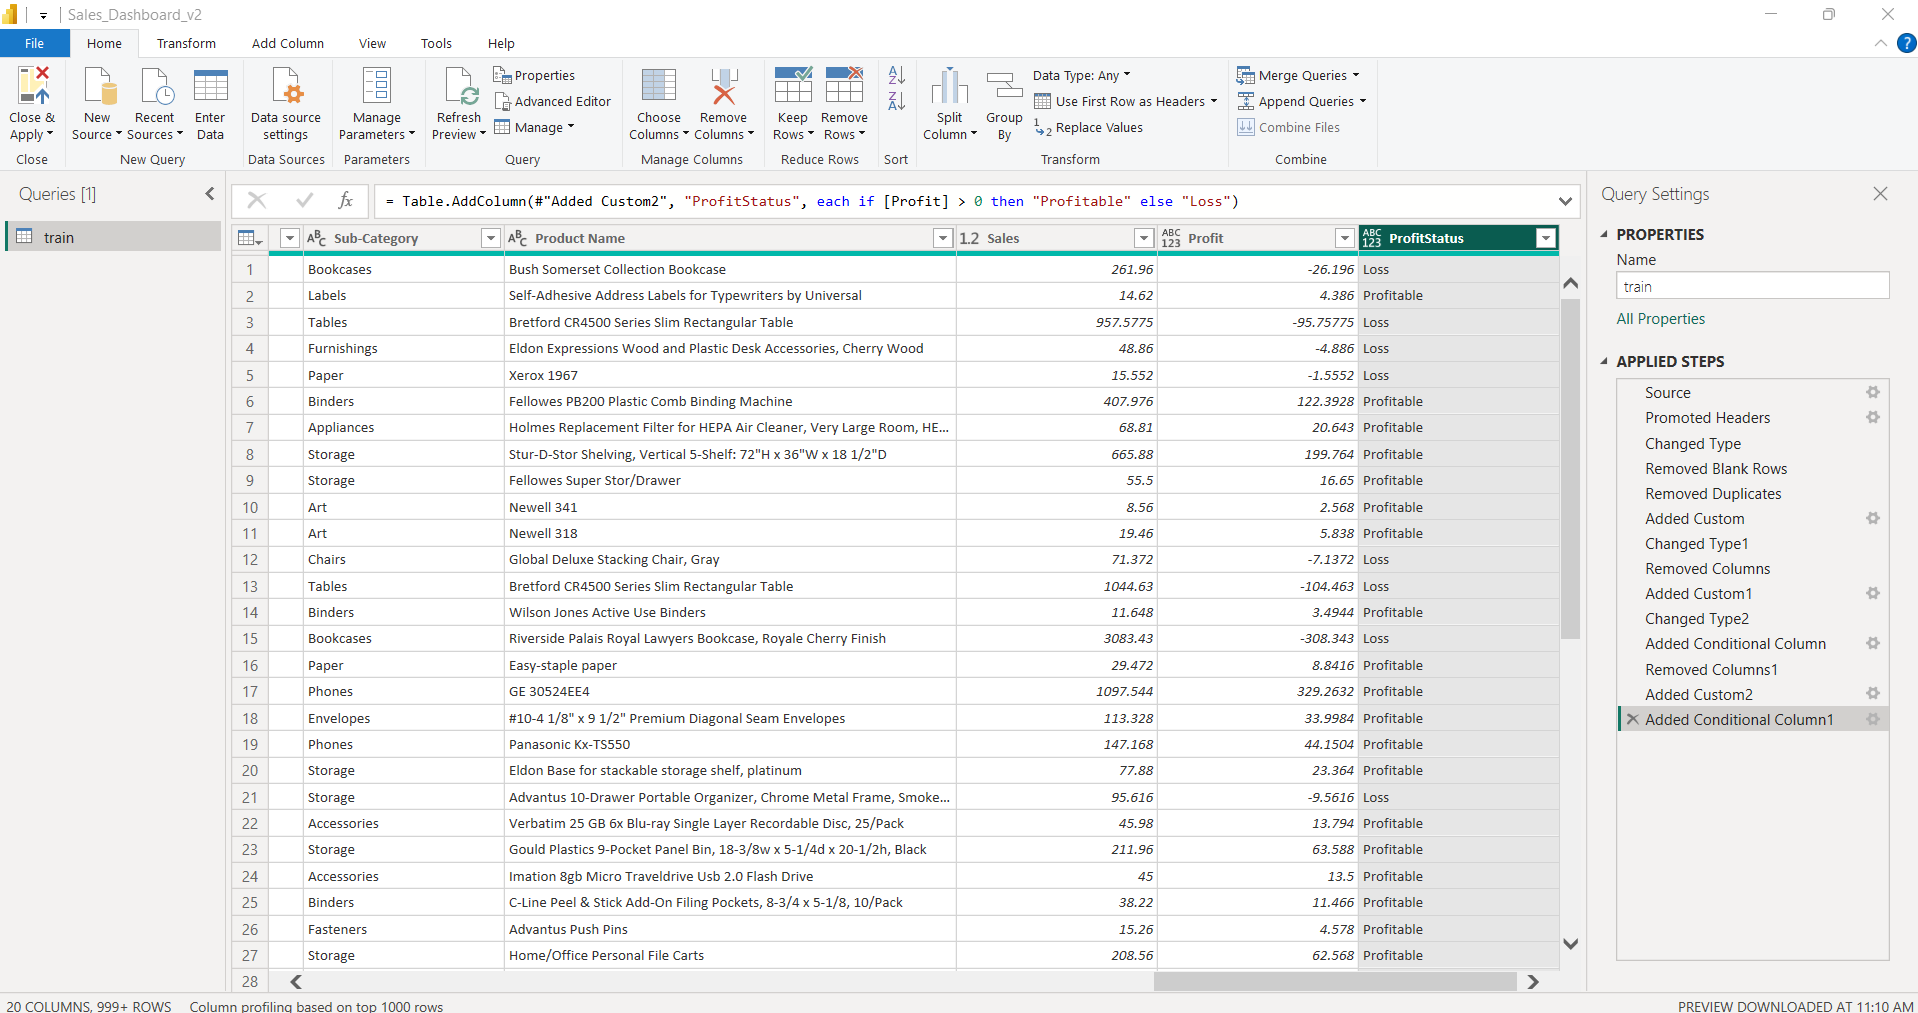 Sales_Dashboard_v2
File Home Transform Add Column View Tools Help
Close & Apply
Close
New Source
Recent Sources
Enter Data
New Query
Data source settings
Data Sources
Manage Parameters
Parameters
Refresh Preview
Properties
Advanced Editor
Manage
Query
Choose Columns
Remove Columns
Manage Columns
Keep Rows
Remove Rows
Reduce Rows
Sort
Split Column
Group By
Data Type: Any
Use First Row as Headers
Replace Values
Transform
Merge Queries
Append Queries
Combine Files
Combine
Queries [1]
train
fx = Table.AddColumn(#"Added Custom2", "ProfitStatus", each if [Profit] > 0 then "Profitable" else "Loss")
ABC Sub-Category ABC Product Name 1.2 Sales ABC 123 Profit ABC 123 ProfitStatus
1 Bookcases Bush Somerset Collection Bookcase 261.96 -26.196 Loss
2 Labels Self-Adhesive Address Labels for Typewriters by Universal 14.62 4.386 Profitable
3 Tables Bretford CR4500 Series Slim Rectangular Table 957.5775 -95.75775 Loss
4 Furnishings Eldon Expressions Wood and Plastic Desk Accessories, Cherry Wood 48.86 -4.886 Loss
5 Paper Xerox 1967 15.552 -1.5552 Loss
6 Binders Fellowes PB200 Plastic Comb Binding Machine 407.976 122.3928 Profitable
7 Appliances Holmes Replacement Filter for HEPA Air Cleaner, Very Large Room, HE... 68.81 20.643 Profitable
8 Storage Stur-D-Stor Shelving, Vertical 5-Shelf: 72"H x 36"W x 18 1/2"D 665.88 199.764 Profitable
9 Storage Fellowes Super Stor/Drawer 55.5 16.65 Profitable
10 Art Newell 341 8.56 2.568 Profitable
11 Art Newell 318 19.46 5.838 Profitable
12 Chairs Global Deluxe Stacking Chair, Gray 71.372 -7.1372 Loss
13 Tables Bretford CR4500 Series Slim Rectangular Table 1044.63 -104.463 Loss
14 Binders Wilson Jones Active Use Binders 11.648 3.4944 Profitable
15 Bookcases Riverside Palais Royal Lawyers Bookcase, Royale Cherry Finish 3083.43 -308.343 Loss
16 Paper Easy-staple paper 29.472 8.8416 Profitable
17 Phones GE 30524EE4 1097.544 329.2632 Profitable
18 Envelopes #10-4 1/8" x 9 1/2" Premium Diagonal Seam Envelopes 113.328 33.9984 Profitable
19 Phones Panasonic Kx-TS550 147.168 44.1504 Profitable
20 Storage Eldon Base for stackable storage shelf, platinum 77.88 23.364 Profitable
21 Storage Advantus 10-Drawer Portable Organizer, Chrome Metal Frame, Smoke... 95.616 -9.5616 Loss
22 Accessories Verbatim 25 GB 6x Blu-ray Single Layer Recordable Disc, 25/Pack 45.98 13.794 Profitable
23 Storage Gould Plastics 9-Pocket Panel Bin, 18-3/8w x 5-1/4d x 20-1/2h, Black 211.96 63.588 Profitable
24 Accessories Imation 8gb Micro Traveldrive Usb 2.0 Flash Drive 45 13.5 Profitable
25 Binders C-Line Peel & Stick Add-On Filing Pockets, 8-3/4 x 5-1/8, 10/Pack 38.22 11.466 Profitable
26 Fasteners Advantus Push Pins 15.26 4.578 Profitable
27 Storage Home/Office Personal File Carts 208.56 62.568 Profitable
28
Query Settings
PROPERTIES
Name
train
All Properties
APPLIED STEPS
Source
Promoted Headers
Changed Type
Removed Blank Rows
Removed Duplicates
Added Custom
Changed Type1
Removed Columns
Added Custom1
Changed Type2
Added Conditional Column
Removed Columns1
Added Custom2
Added Conditional Column1
20 COLUMNS, 999+ ROWS Column profiling based on top 1000 rows PREVIEW DOWNLOADED AT 11:10 AM